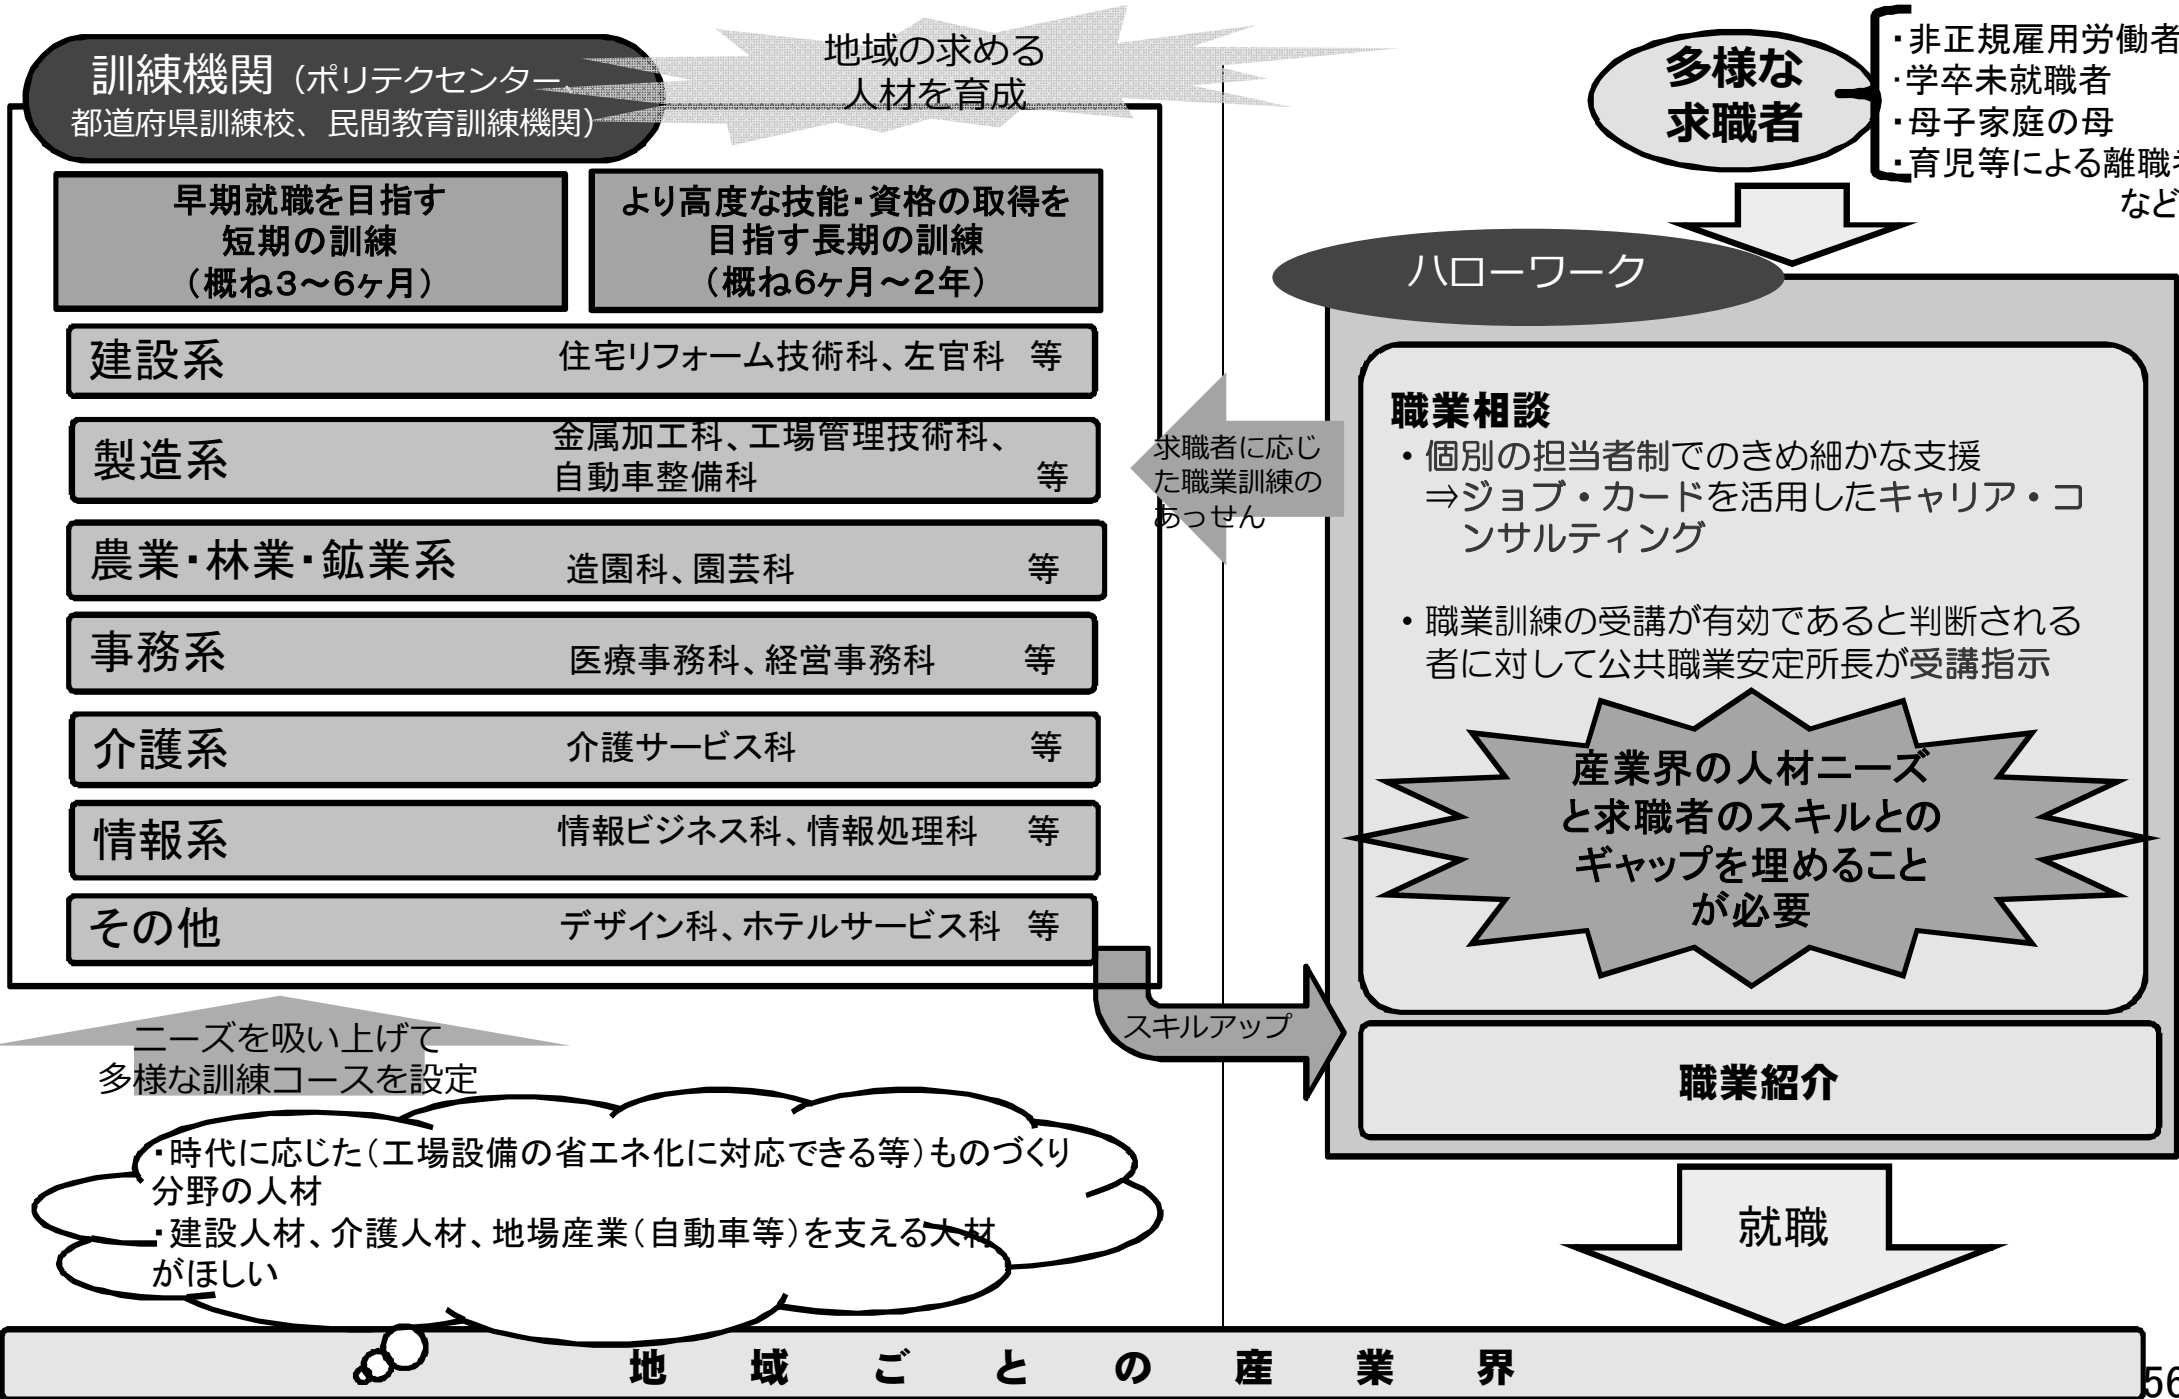 地域の求める
人材を育成
訓練機関（ポリテクセンター、
都道府県訓練校、民間教育訓練機関）
早期就職を目指す
短期の訓練
（概ね３～６ヶ月）
より高度な技能・資格の取得を
目指す長期の訓練
（概ね６ヶ月～２年）
建設系　住宅リフォーム技術科、左官科　等
製造系　金属加工科、工場管理技術科、
自動車整備科　等
農業・林業・鉱業系　造園科、園芸科　等
事務系　医療事務科、経営事務科　等
介護系　介護サービス科　等
情報系　情報ビジネス科、情報処理科　等
その他　デザイン科、ホテルサービス科　等
ニーズを吸い上げて
多様な訓練コースを設定
・時代に応じた（工場設備の省エネ化に対応できる等）ものづくり
分野の人材
・建設人材、介護人材、地場産業（自動車等）を支える人材
がほしい
求職者に応じ
た職業訓練の
あっせん
スキルアップ
多様な
求職者
・非正規雇用労働者
・学卒未就職者
・母子家庭の母
・育児等による離職者
など
ハローワーク
職業相談
・個別の担当者制でのきめ細かな支援
⇒ジョブ・カードを活用したキャリア・コ
ンサルティング
・職業訓練の受講が有効であると判断される
者に対して公共職業安定所長が受講指示
産業界の人材ニーズ
と求職者のスキルとの
ギャップを埋めること
が必要
職業紹介
就職
地域ごとの産業界
56